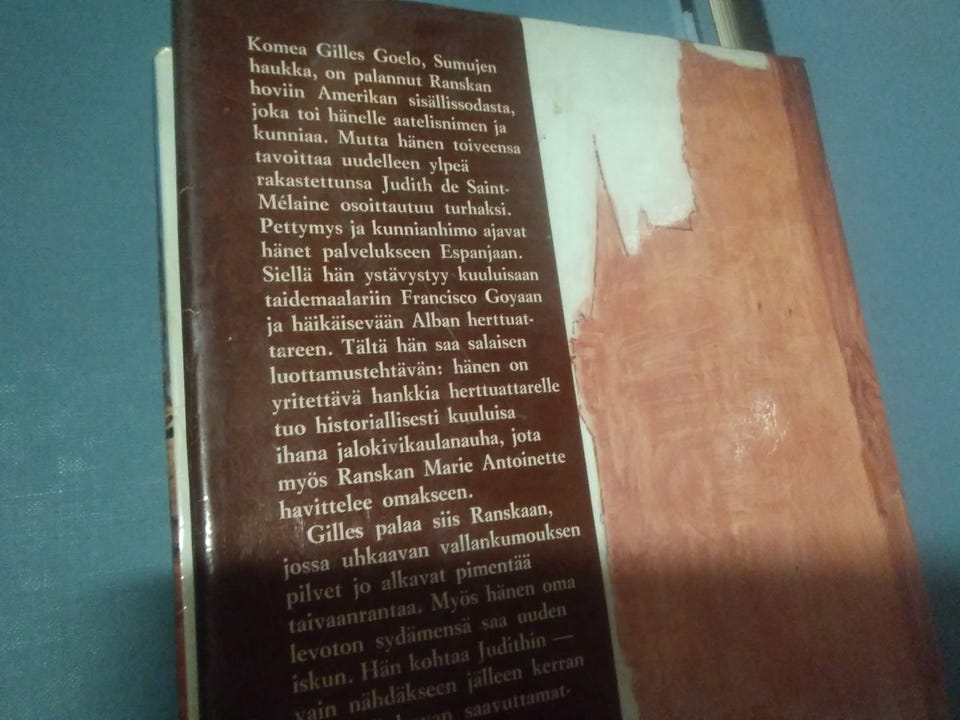 Komea Gilles Goelo, Sumujen
haukka, on palannut Ranskan
hoviin Amerikan sisällissodasta,
joka toi hänelle aatelisnimen ja
kunniaa. Mutta hänen toiveensa
tavoittaa uudelleen ylpeä
rakastettunsa Judith de Saint-
Mélaine osoittautuu turhaksi.
Pettymys ja kunnianhimo ajavat
hänet palvelukseen Espanjaan.
Siellä hän ystävystyy kuuluisaan
taidemaalariin Francisco Goyaan
ja häikäisevään Alban herttuat-
tareen. Tältä hän saa salaisen
luottamustehtävän: hänen on
yritettävä hankkia herttuattarelle
tuo historiallisesti kuuluisa
ihana jalokivikaulanauha, jota
myös Ranskan Marie Antoinette
havittelee omakseen.
Gilles palaa siis Ranskaan,
jossa uhkaavan vallankumouksen
pilvet jo alkavat pimentää
taivaanrantaa. Myös hänen oma
levoton sydämensä saa uuden
iskun. Hän kohtaa Judithin —
vain nähdäkseen jälleen kerran
saavuttamat-